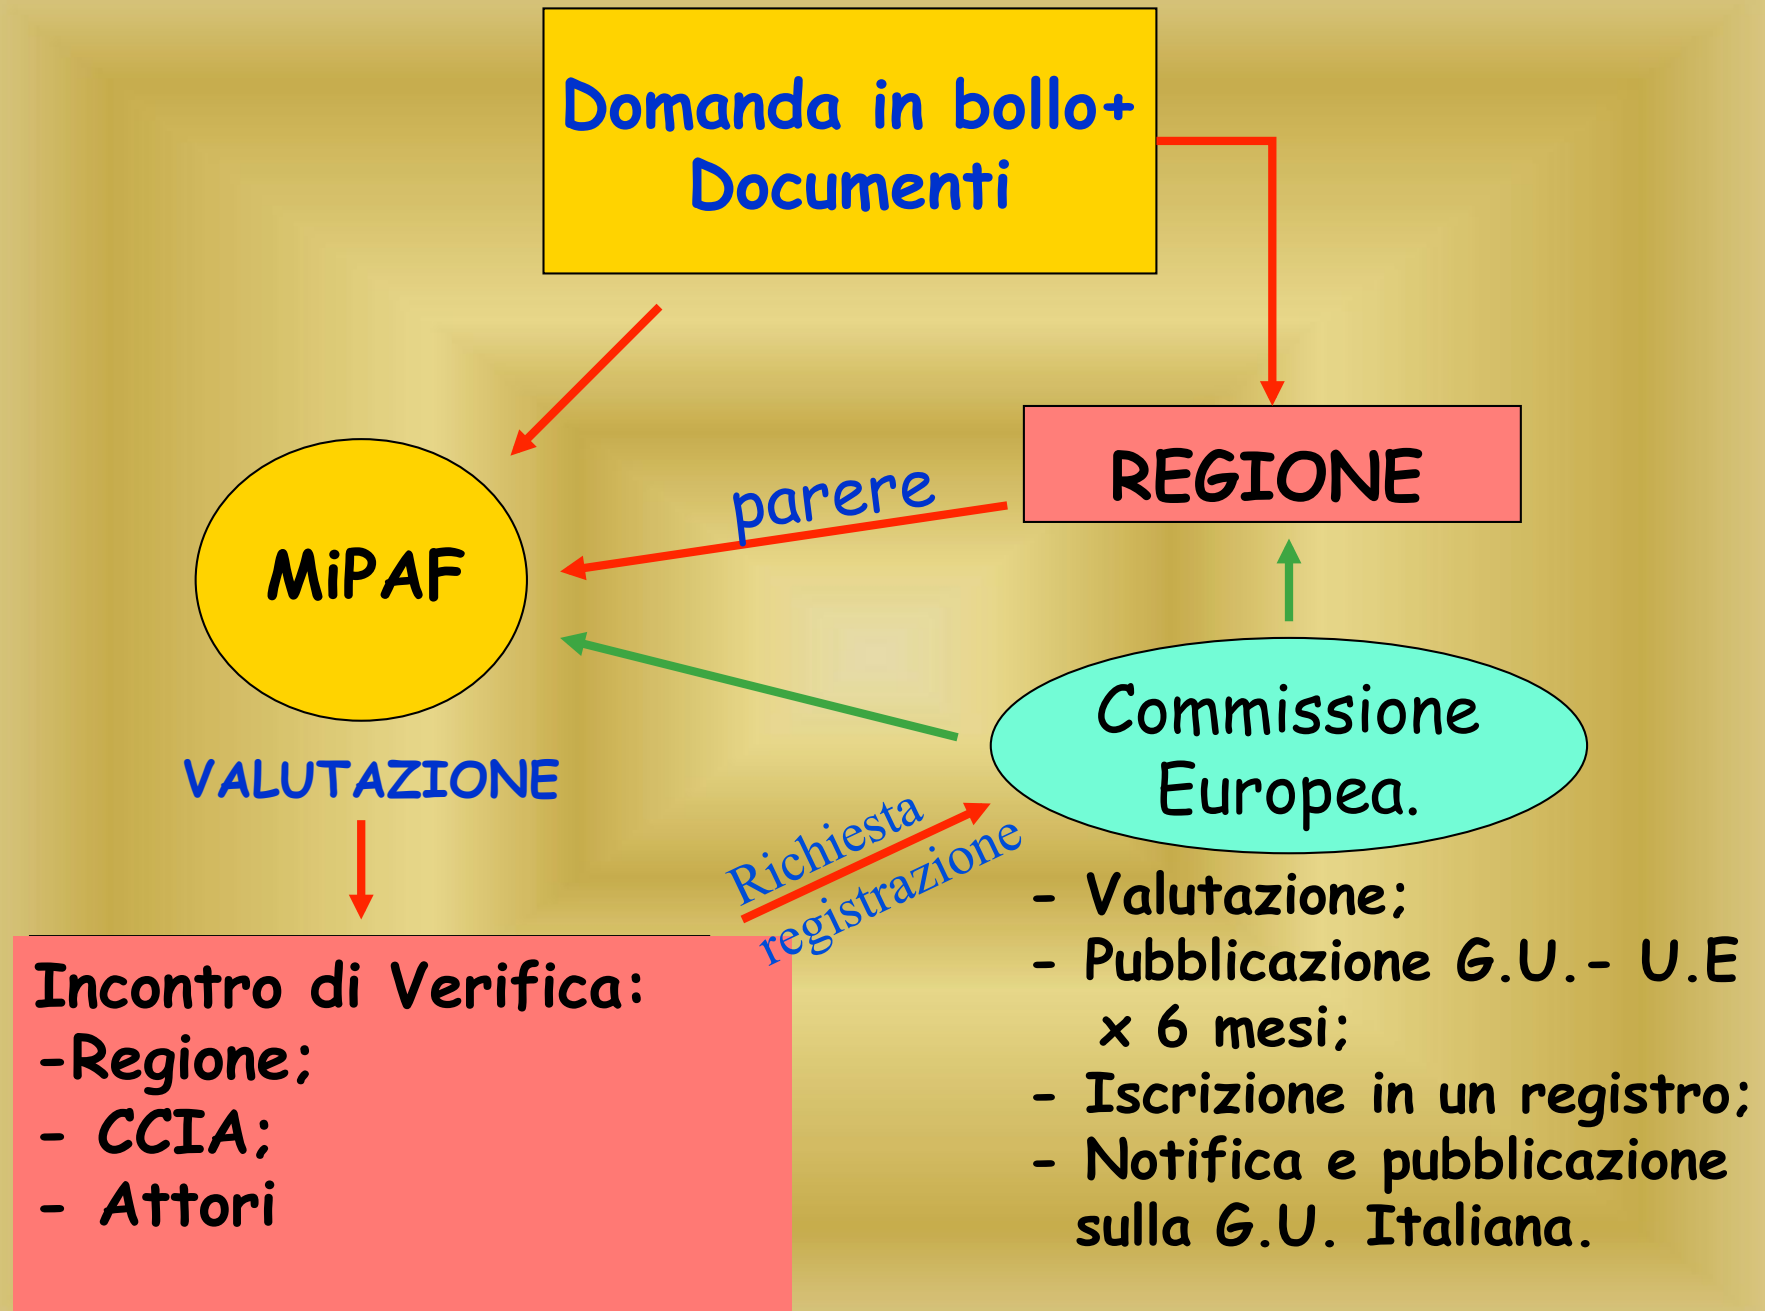 Domanda in bollo+
Documenti
REGIONE
parere
MiPAF
Commissione
Europea.
VALUTAZIONE
Richiesta
registrazione
Incontro di Verifica:
-Regione;
- CCIA;
- Attori
- Valutazione;
- Pubblicazione G.U.- U.E
x 6 mesi;
- Iscrizione in un registro;
- Notifica e pubblicazione
sulla G.U. Italiana.